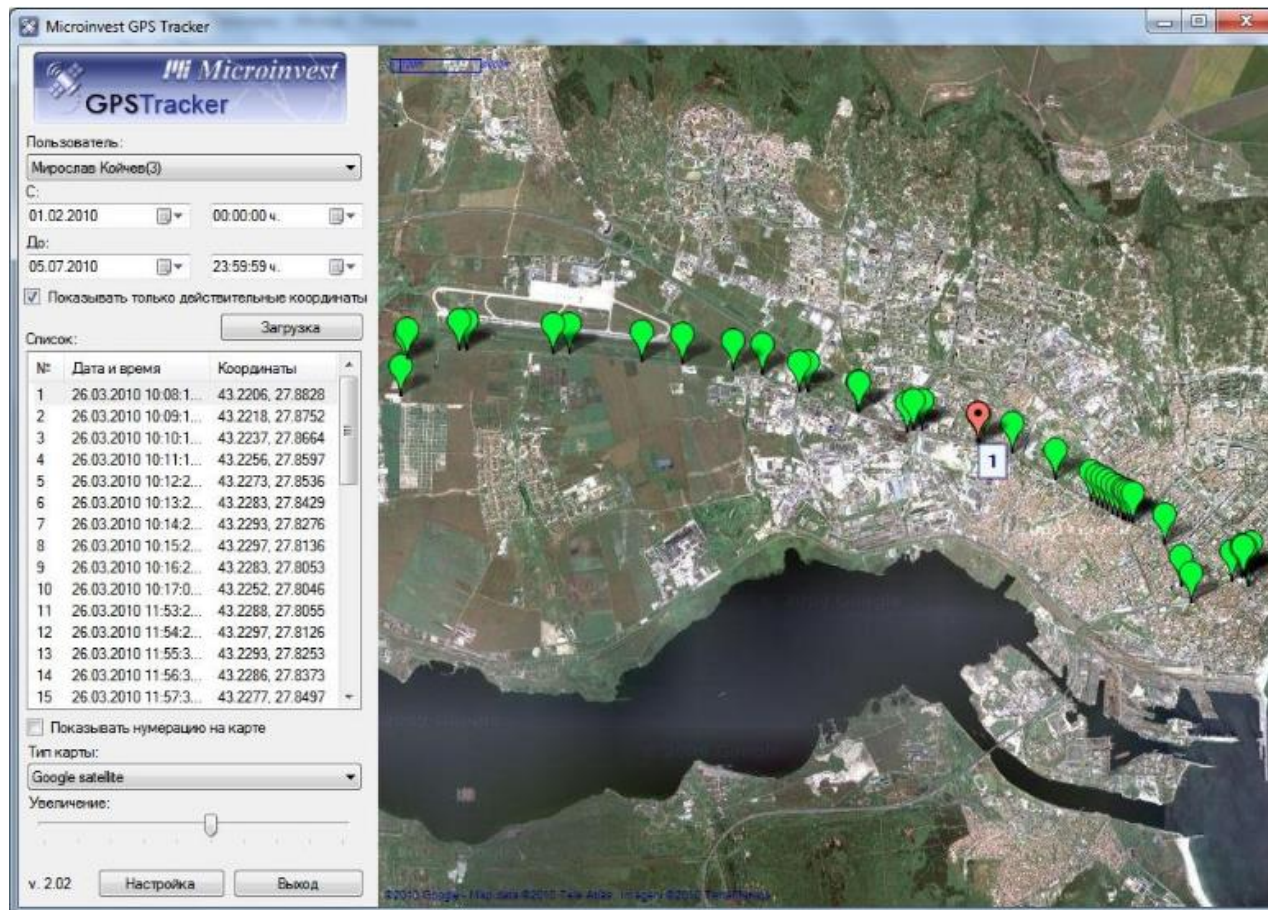 Microinvest GPS Tracker
Mi Microinvest
GPSTracker
Пользователь:
Мирослав Койчев(3)
С:
01.02.2010 00:00:00 ч.
До:
05.07.2010 23:59:59 ч.
Показывать только действительные координаты
Загрузка
Список:
№ Дата и время Координаты
1 26.03.2010 10:08:1... 43.2206, 27.8828
2 26.03.2010 10:09:1... 43.2218, 27.8752
3 26.03.2010 10:10:1... 43.2237, 27.8664
4 26.03.2010 10:11:1... 43.2256, 27.8597
5 26.03.2010 10:12:2... 43.2273, 27.8536
6 26.03.2010 10:13:2... 43.2283, 27.8429
7 26.03.2010 10:14:2... 43.2293, 27.8276
8 26.03.2010 10:15:2... 43.2297, 27.8136
9 26.03.2010 10:16:2... 43.2283, 27.8053
10 26.03.2010 10:17:0... 43.2252, 27.8046
11 26.03.2010 11:53:2... 43.2288, 27.8055
12 26.03.2010 11:54:2... 43.2297, 27.8126
13 26.03.2010 11:55:3... 43.2293, 27.8253
14 26.03.2010 11:56:3... 43.2286, 27.8373
15 26.03.2010 11:57:3... 43.2277, 27.8497
Показывать нумерацию на карте
Тип карты:
Google satellite
Увеличение:
v. 2.02 Настройка Выход
1
©2010 Google - Map data ©2010 Tele Atlas, Imagery ©2010 TerraMetrics